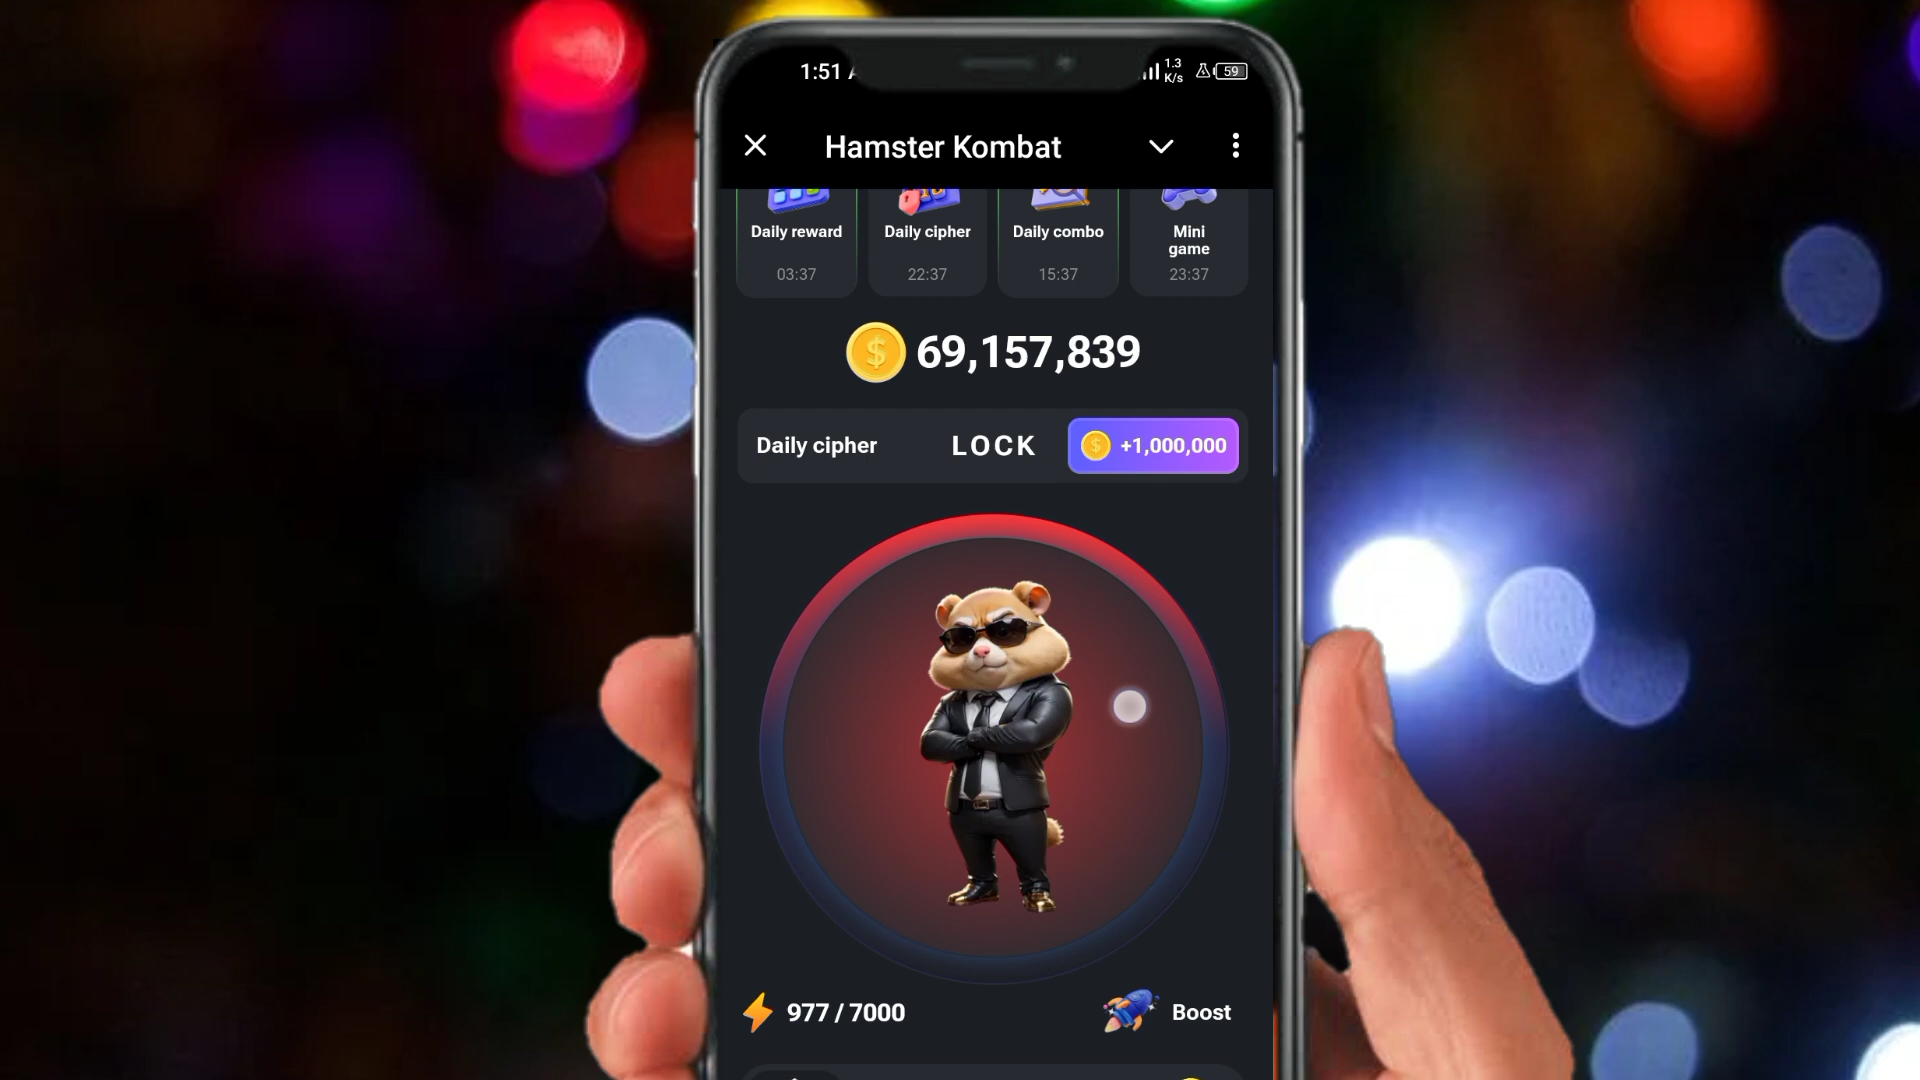 1:51
1.3
K/s
59
Hamster Kombat
Daily reward
Daily cipher
Daily combo
Mini
game
03:37
22:37
15:37
23:37
$ 69,157,839
Daily cipher LOCK $ +1,000,000
977 / 7000
Boost